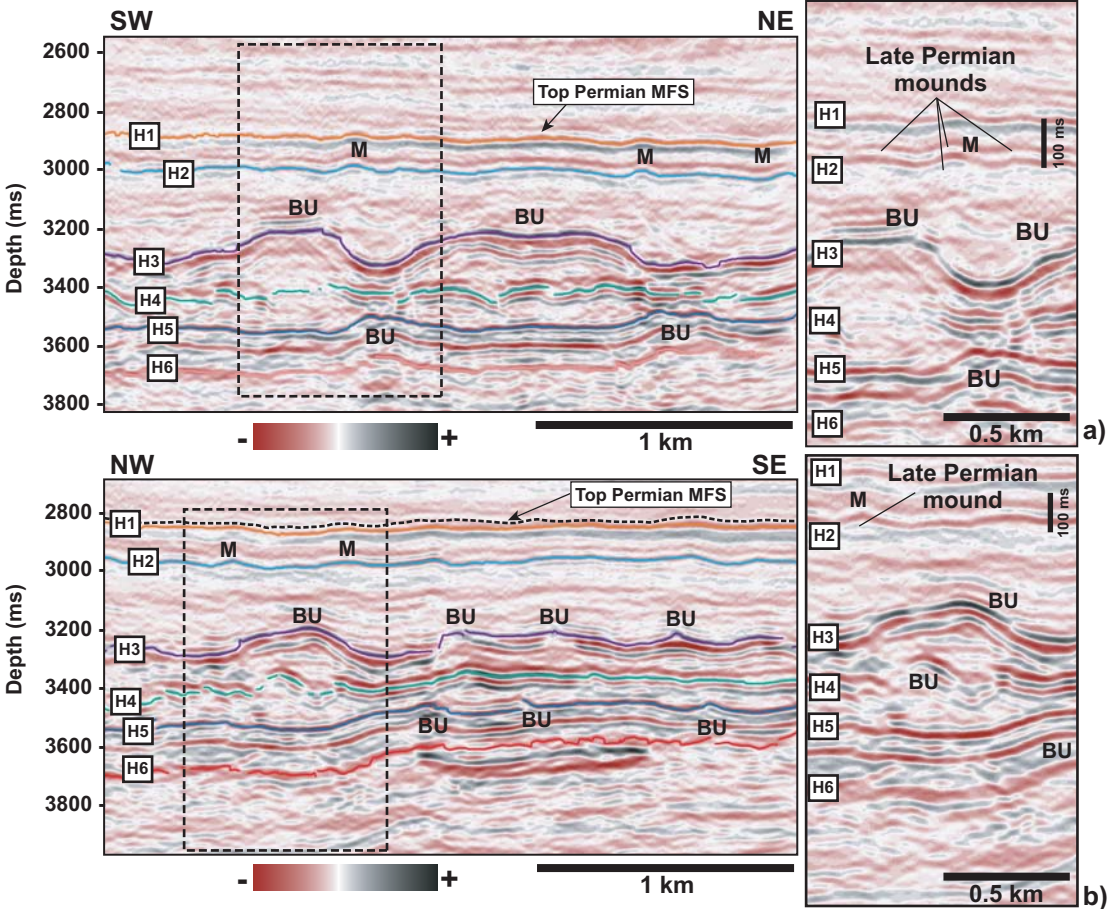 SW
NE
2600
2800
3000
3200
3400
3600
3800
Depth (ms)
Top Permian MFS
H1
M
M
M
H2
BU
BU
H3
H4
H5
BU
BU
H6
-
+
1 km
Late Permian
mounds
H1
M
100 ms
H2
BU
BU
H3
H4
H5
BU
H6
0.5 km
a)
NW
SE
2800
3000
3200
3400
3600
3800
Depth (ms)
Top Permian MFS
H1
M
M
H2
BU
BU
BU
BU
H3
H4
H5
BU
BU
BU
H6
-
+
1 km
H1
Late Permian
mound
M
100 ms
H2
BU
H3
H4
BU
H5
BU
H6
0.5 km
b)